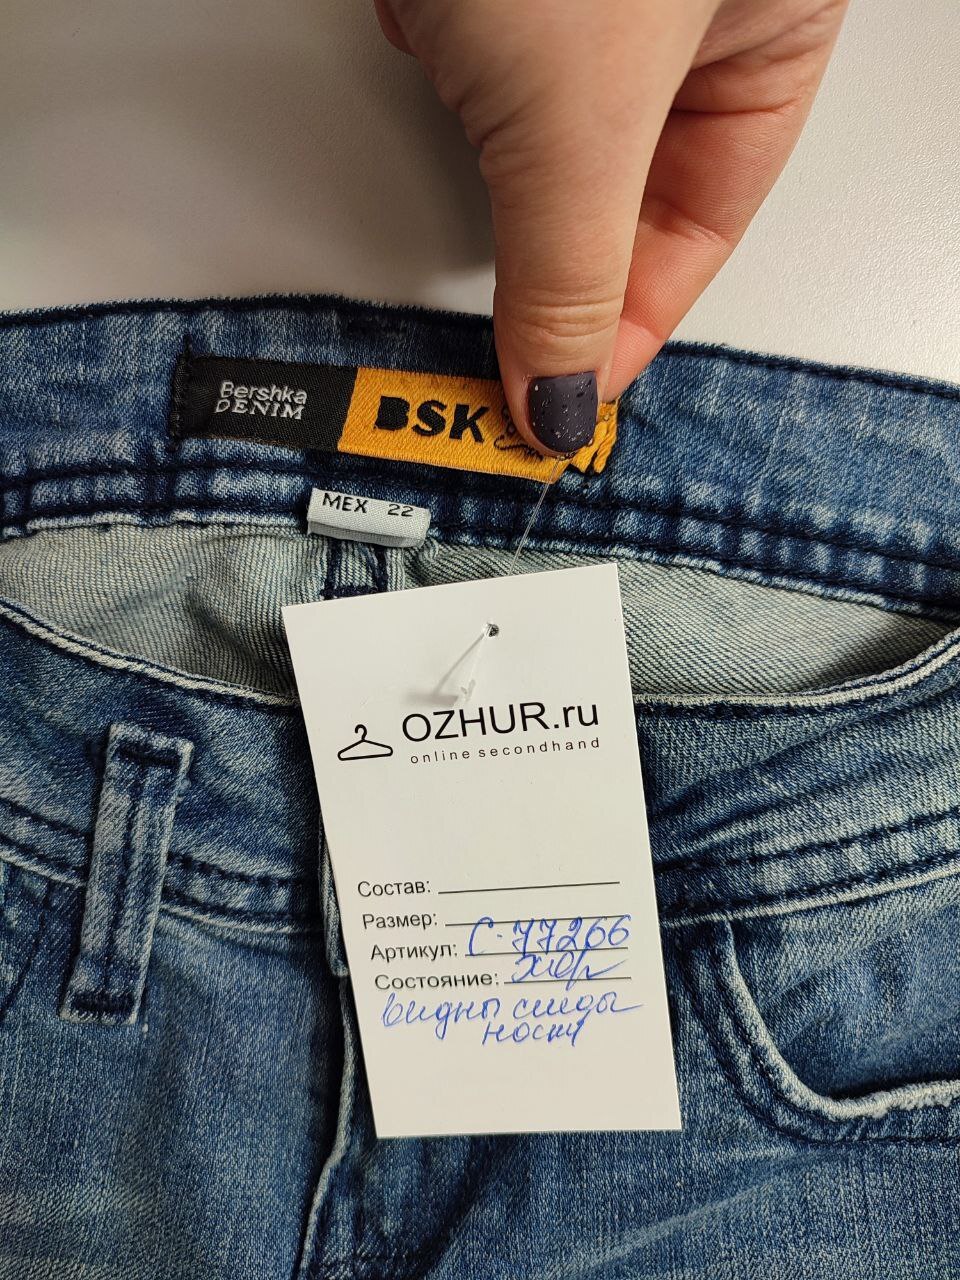 Bershka
DENIM
BSK
MEX 22
OZHUR.ru
online secondhand
Состав:
Размер:
Артикул: С-77266
Состояние: хор
видны следы
носки